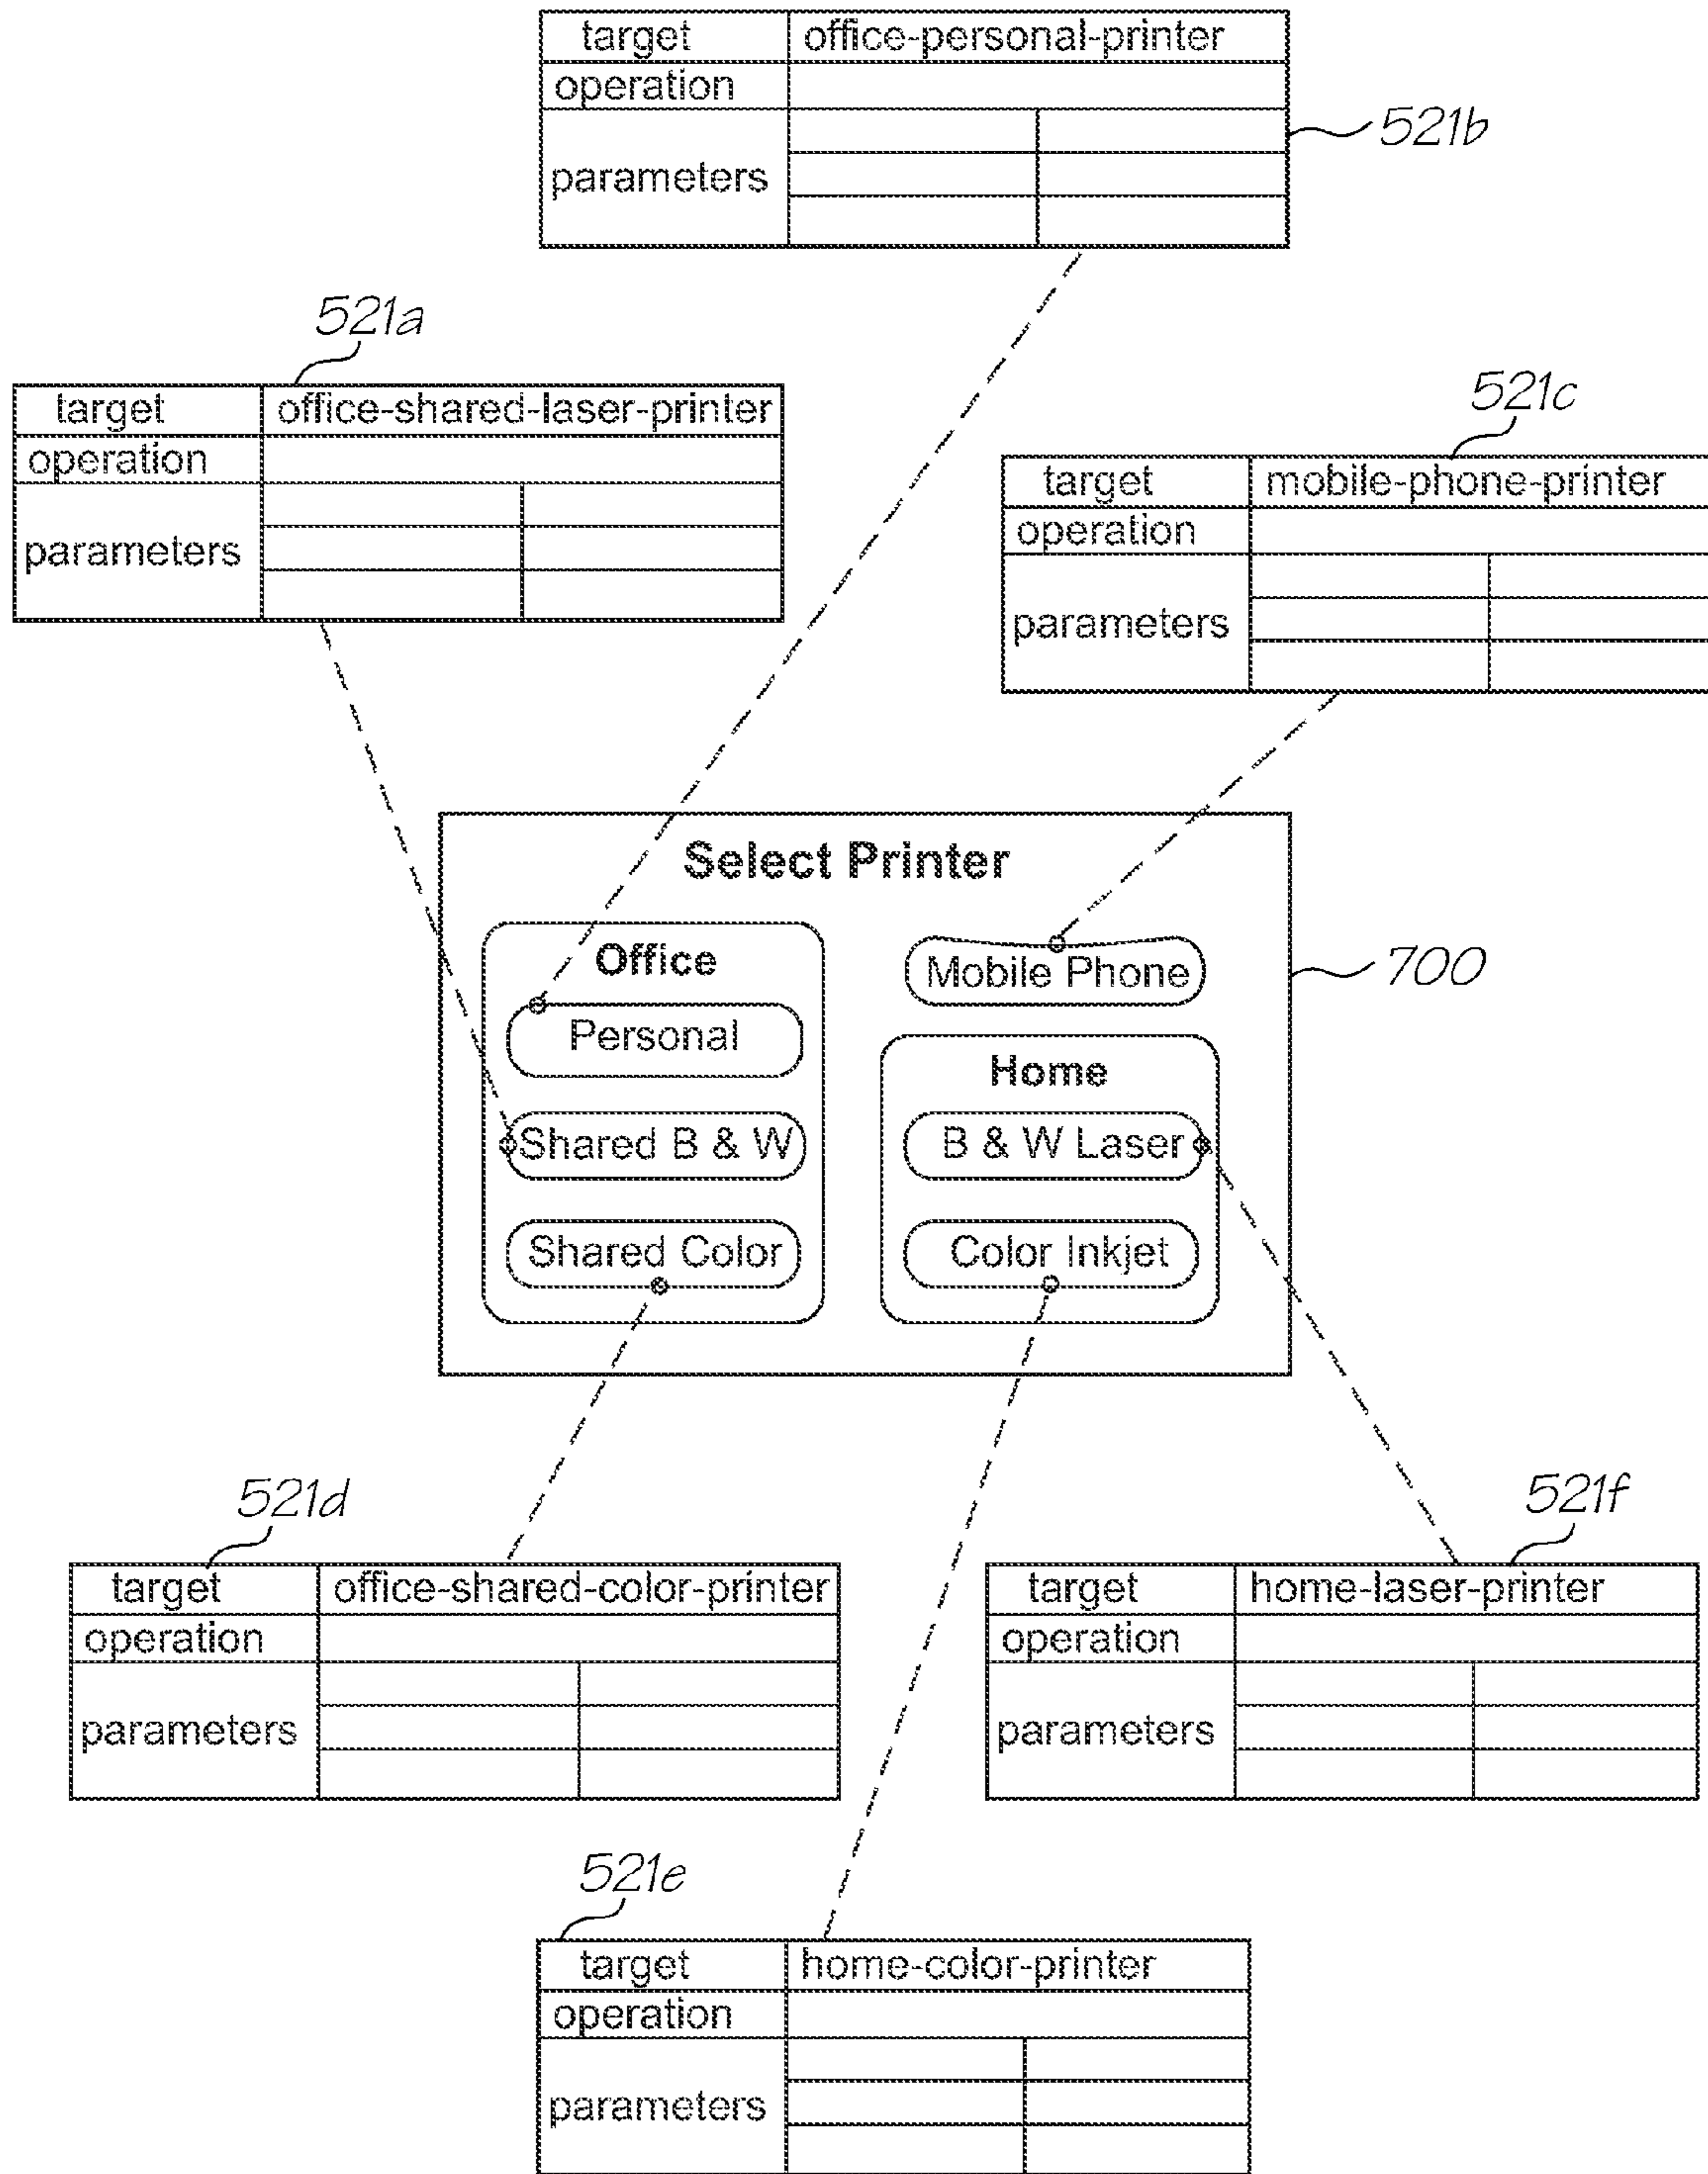 target office-personal-printer
operation
parameters
521b
521a
target office-shared-laser-printer
operation
parameters
521c
target mobile-phone-printer
operation
parameters
Select Printer
Office
Personal
Shared B & W
Shared Color
Mobile Phone
700
Home
B & W Laser
Color Inkjet
521d
target office-shared-color-printer
operation
parameters
521f
target home-laser-printer
operation
parameters
521e
target home-color-printer
operation
parameters